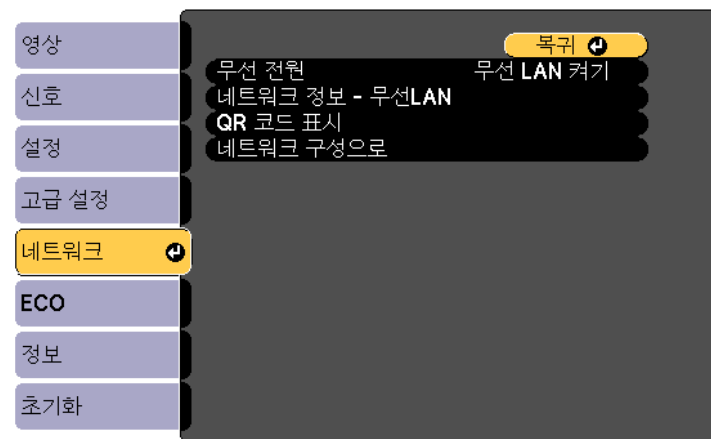 영상
신호
설정
고급 설정
네트워크
ECO
정보
초기화
복귀
무선 전원 무선 LAN 켜기
네트워크 정보 - 무선LAN
QR 코드 표시
네트워크 구성으로